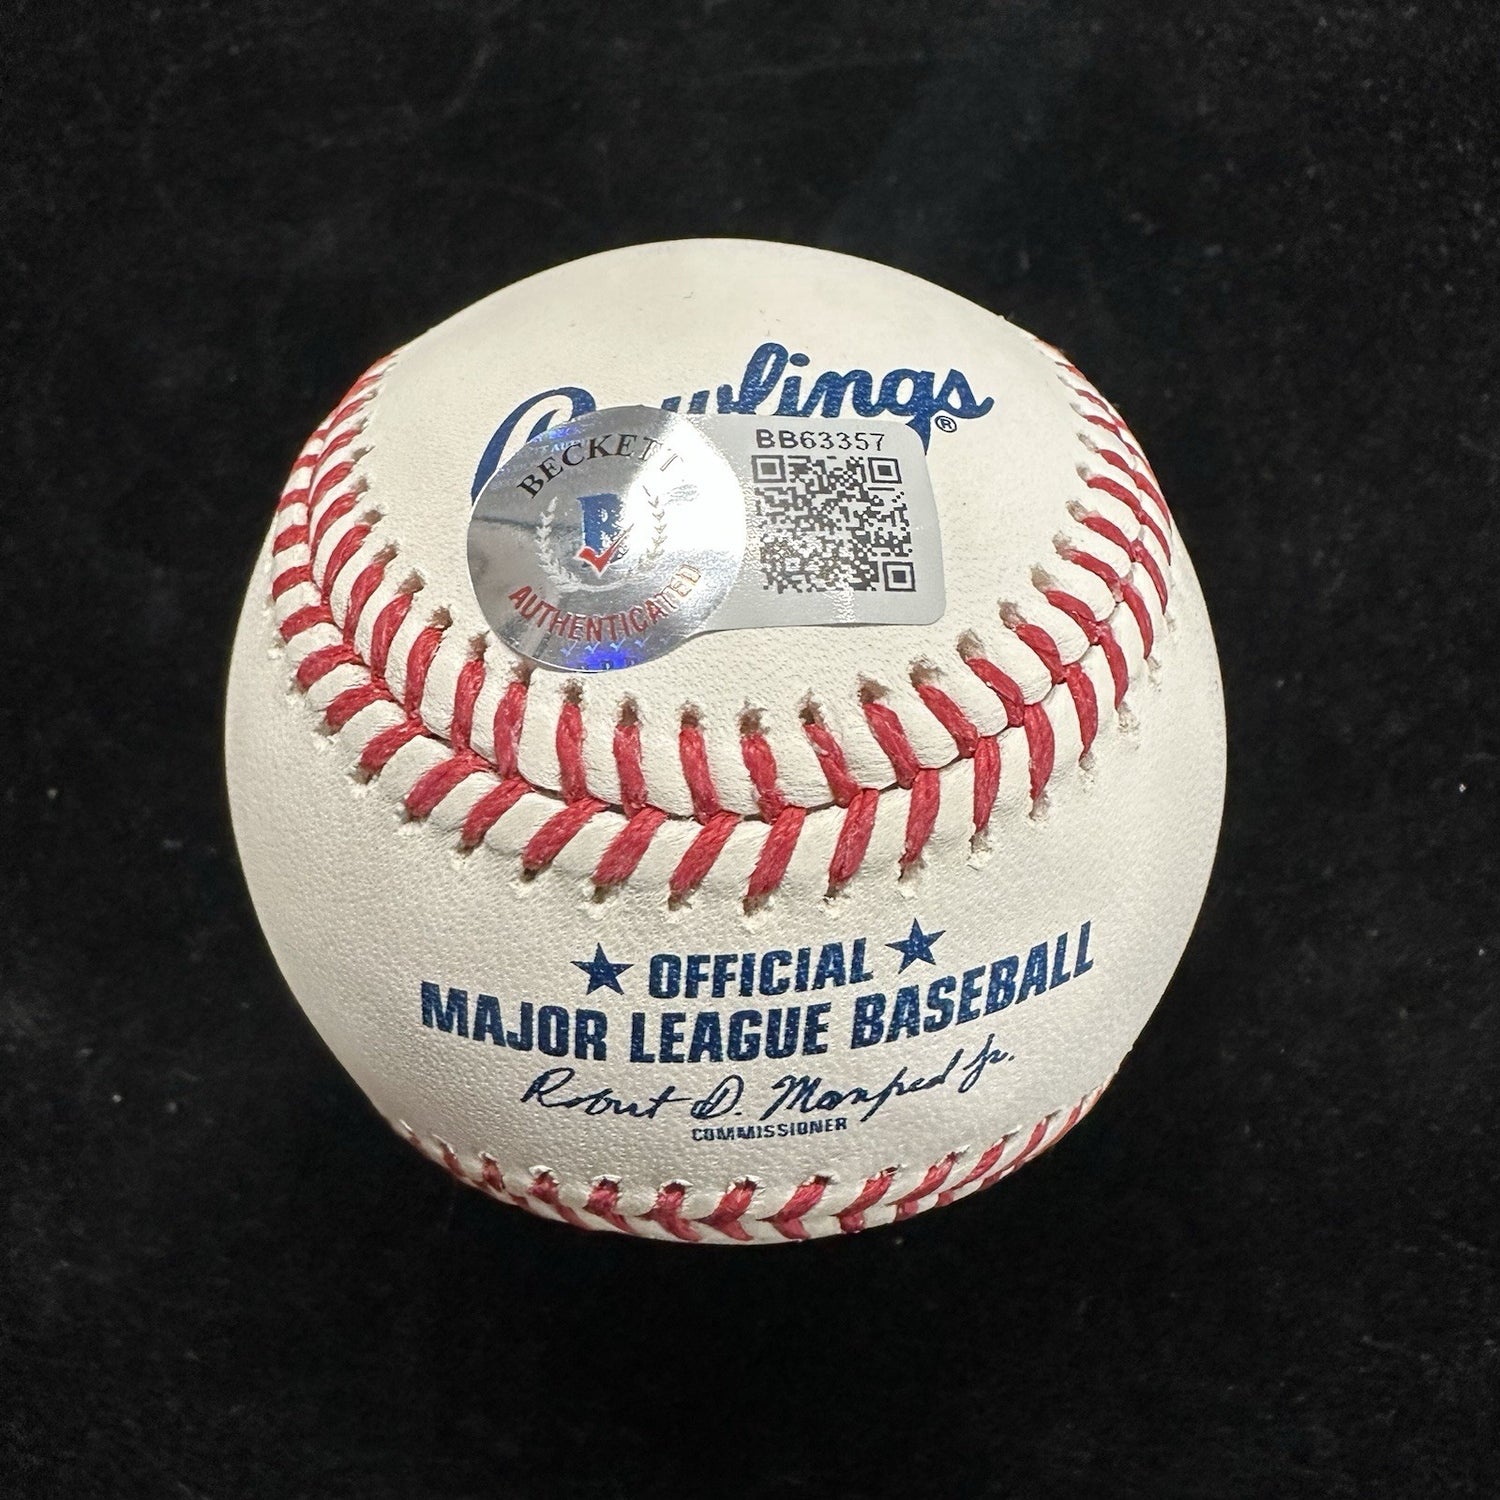 Rawlings®
BECKETT
BB63357
B
AUTHENTICATED
★ OFFICIAL ★
MAJOR LEAGUE BASEBALL
Robert D. Manfred Jr.
COMMISSIONER